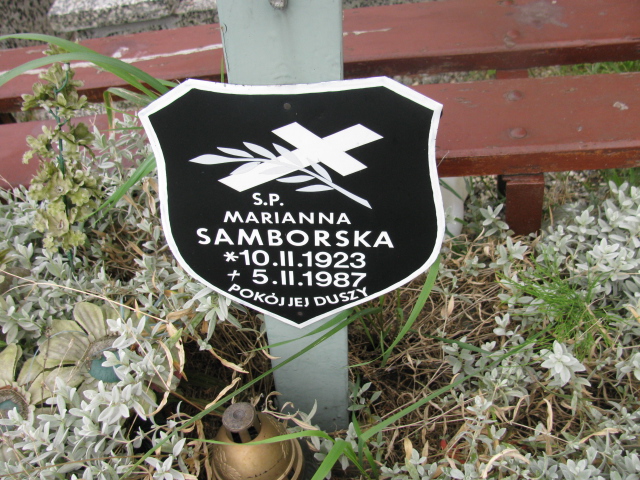 S.P.
MARIANNA
SAMBORSKA
*10.II.1923
†5.II.1987
POKÓJ JEJ DUSZY